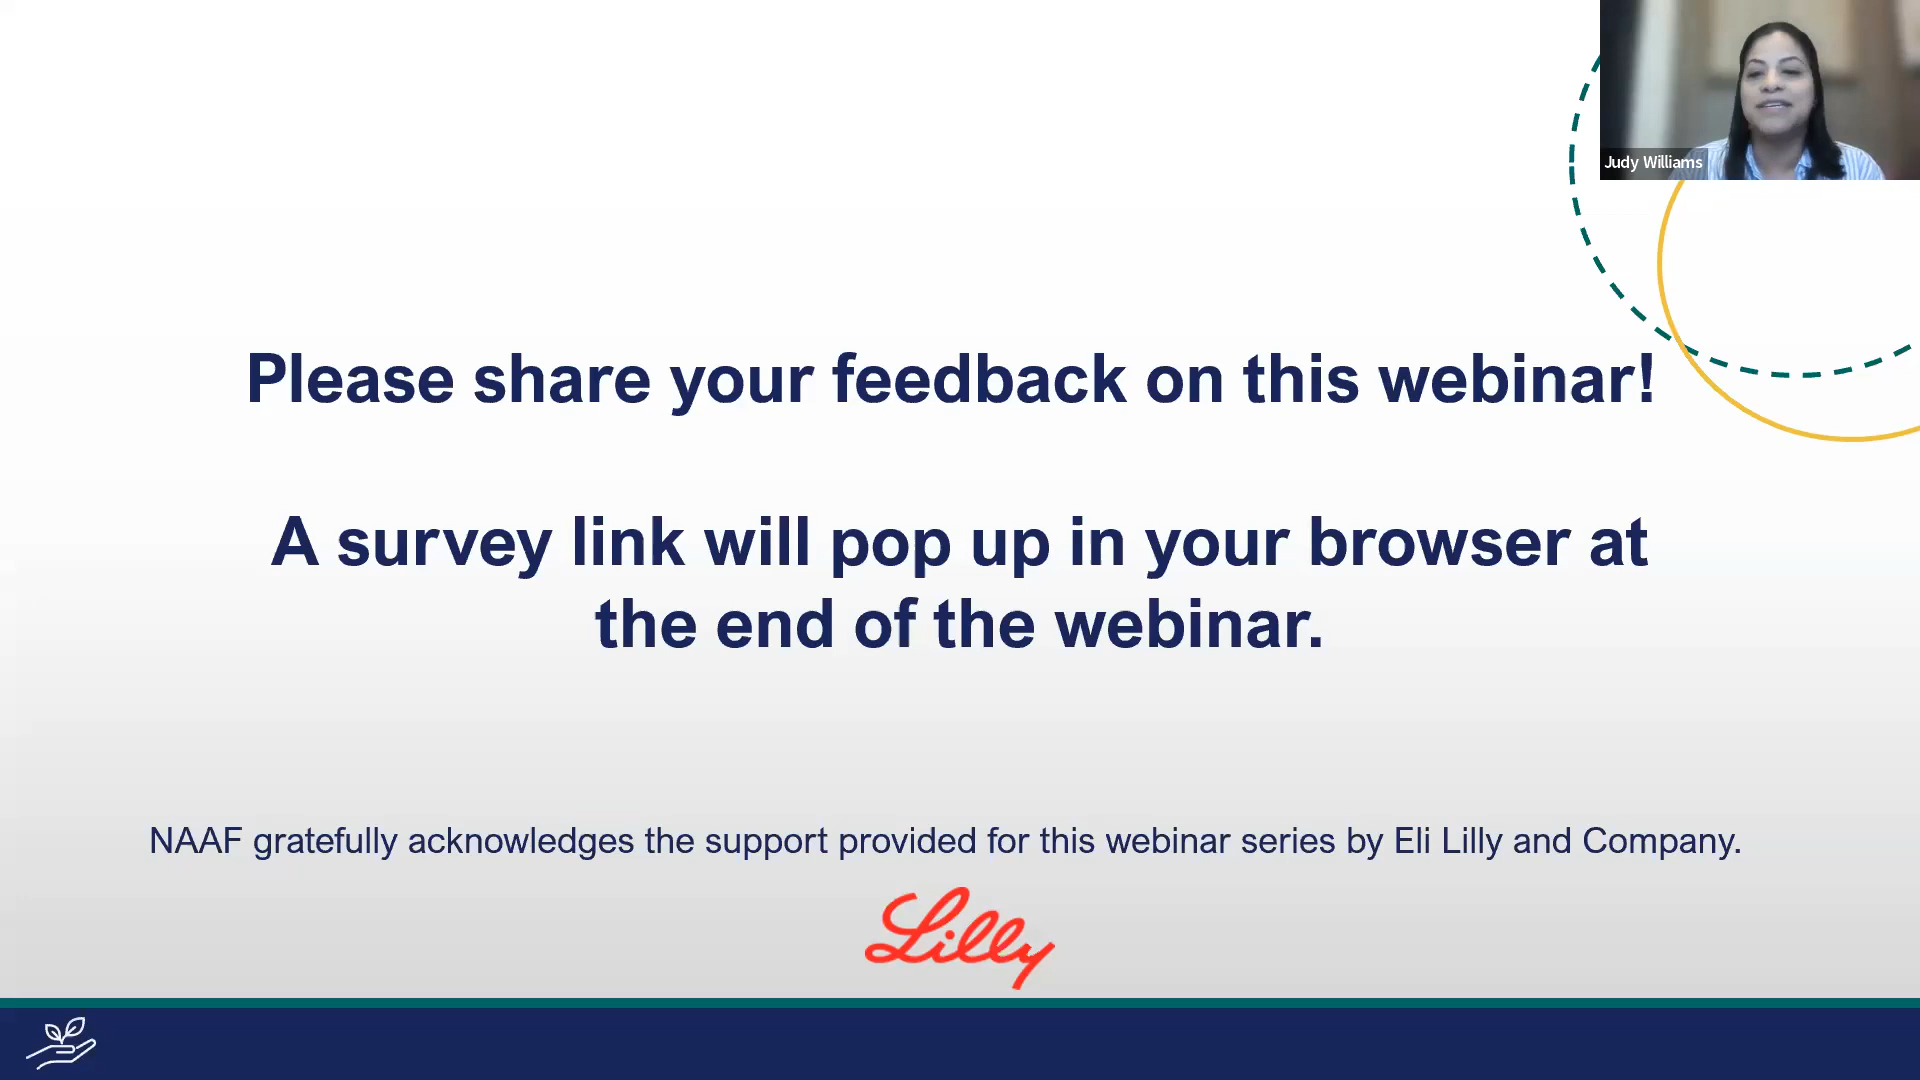 Judy Williams
Please share your feedback on this webinar!
A survey link will pop up in your browser at
the end of the webinar.
NAAF gratefully acknowledges the support provided for this webinar series by Eli Lilly and Company.
Lilly